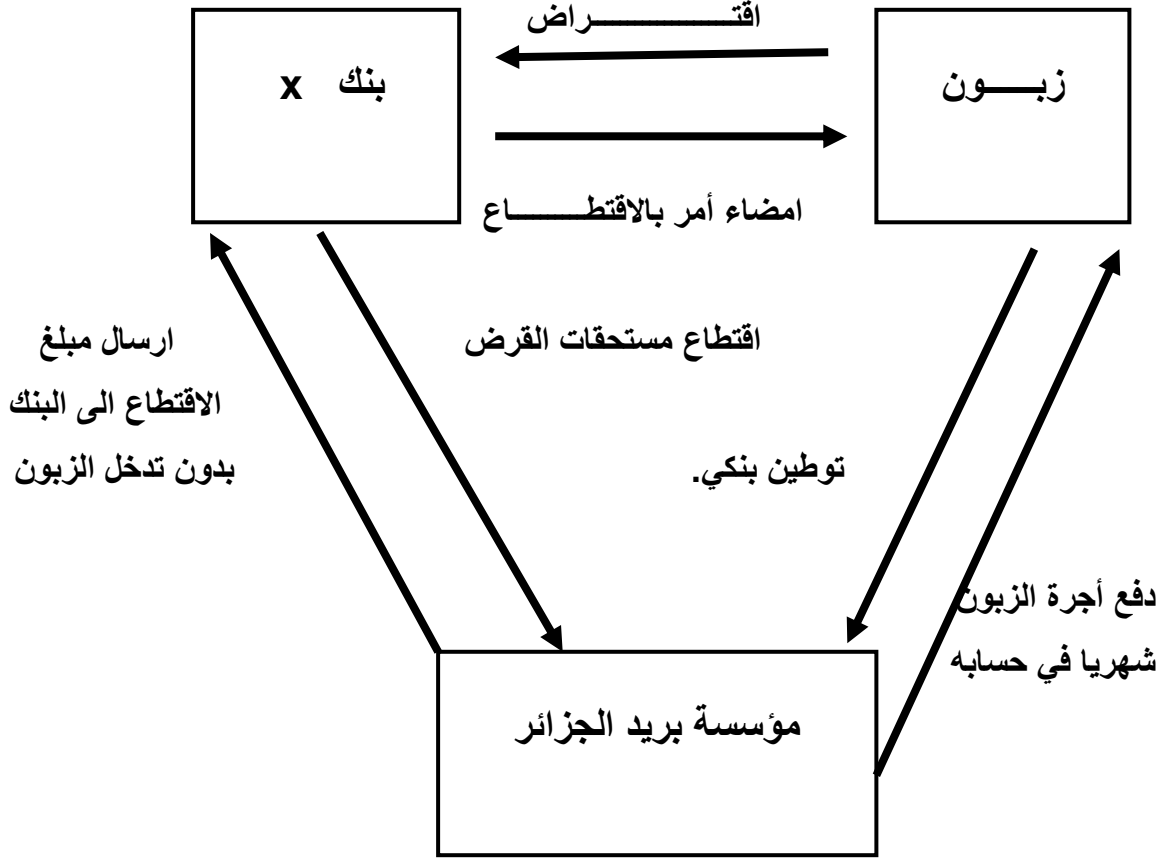 اقتـــــــــراض
زبـــــون
بنك x
امضاء أمر بالاقتطـــــــاع
اقتطاع مستحقات القرض
ارسال مبلغ
الاقتطاع الى البنك
بدون تدخل الزبون
توطين بنكي.
دفع أجرة الزبون
شهريا في حسابه
مؤسسة بريد الجزائر